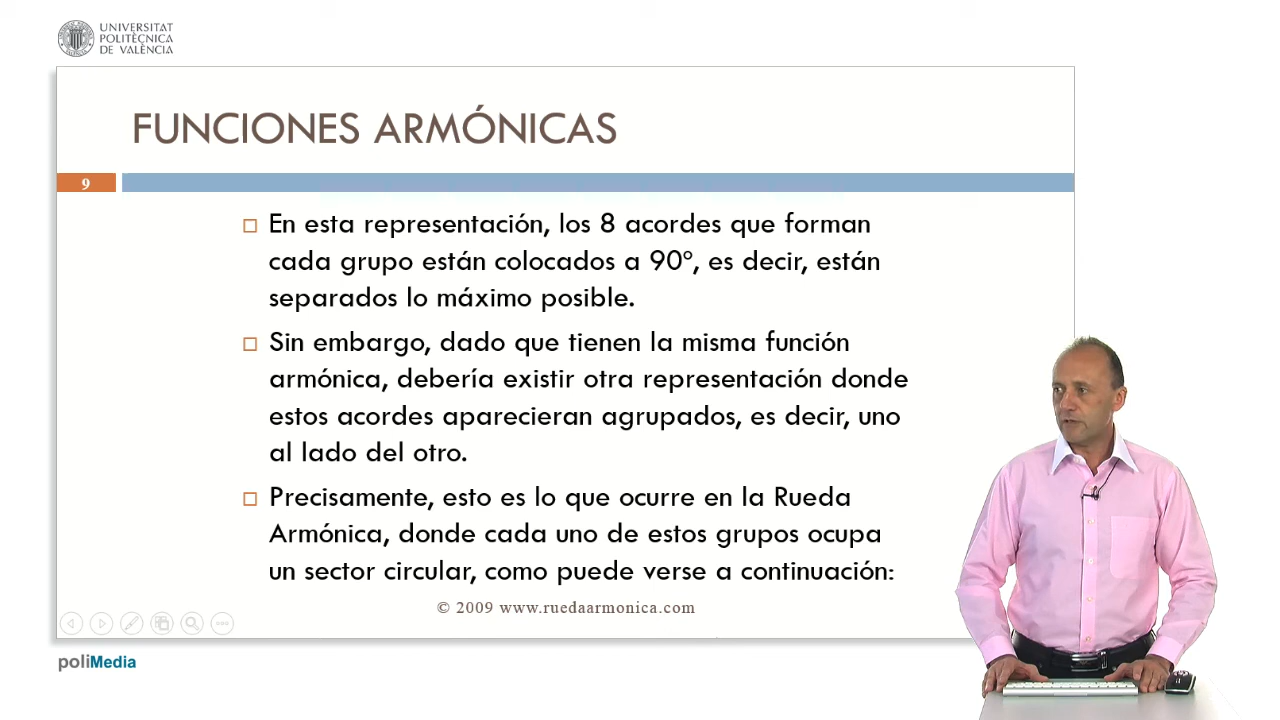 UNIVERSITAT
POLITÈCNICA
DE VALÈNCIA
FUNCIONES ARMÓNICAS
9
En esta representación, los 8 acordes que forman
cada grupo están colocados a 90º, es decir, están
separados lo máximo posible.
Sin embargo, dado que tienen la misma función
armónica, debería existir otra representación donde
estos acordes aparecieran agrupados, es decir, uno
al lado del otro.
Precisamente, esto es lo que ocurre en la Rueda
Armónica, donde cada uno de estos grupos ocupa
un sector circular, como puede verse a continuación:
© 2009 www.ruedaarmonica.com
poliMedia